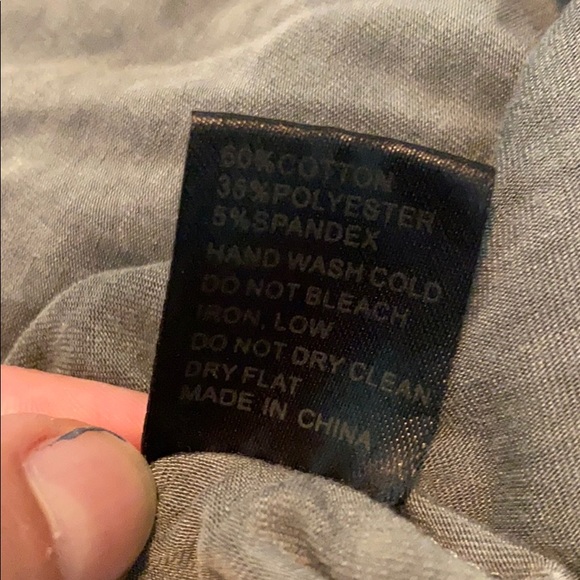 60%COTTON
35%POLYESTER
5%SPANDEX
HAND WASH COLD
DO NOT BLEACH
IRON, LOW
DO NOT DRY CLEAN
DRY FLAT
MADE IN CHINA